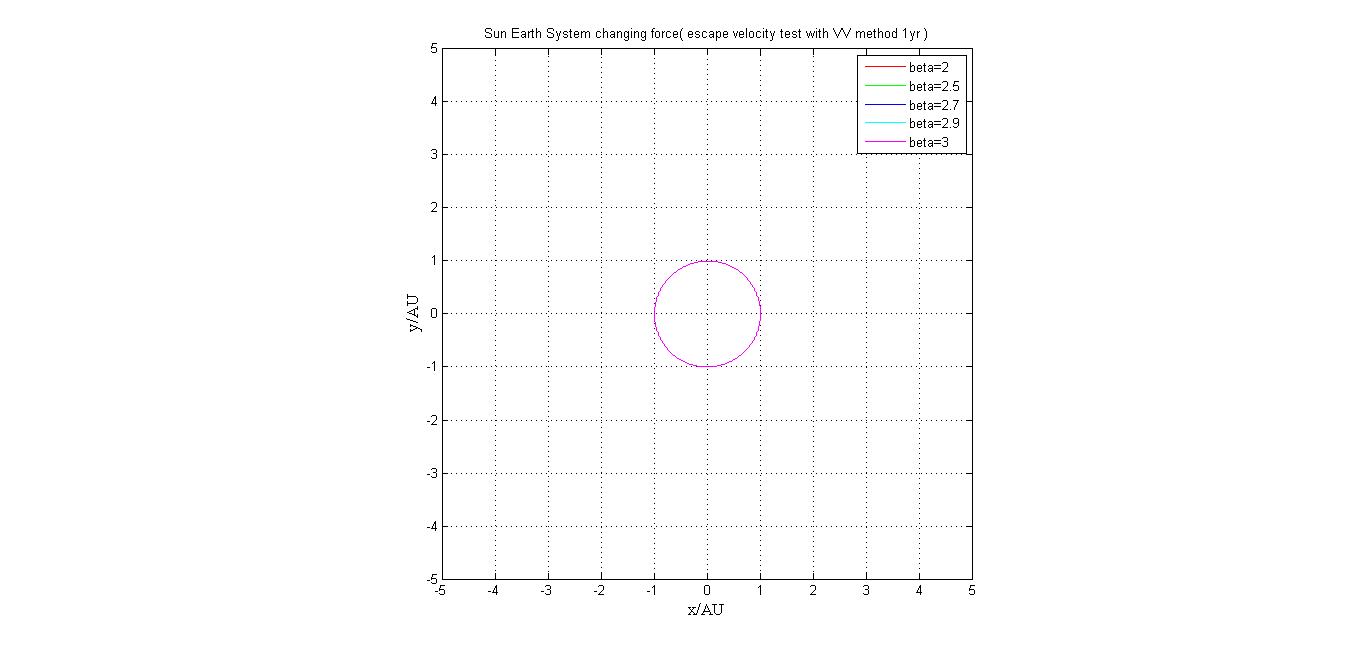 Sun Earth System changing force( escape velocity test with VV method 1yr )
beta=2
beta=2.5
beta=2.7
beta=2.9
beta=3
5
4
3
2
1
0
-1
-2
-3
-4
-5
y/AU
-5 -4 -3 -2 -1 0 1 2 3 4 5
x/AU